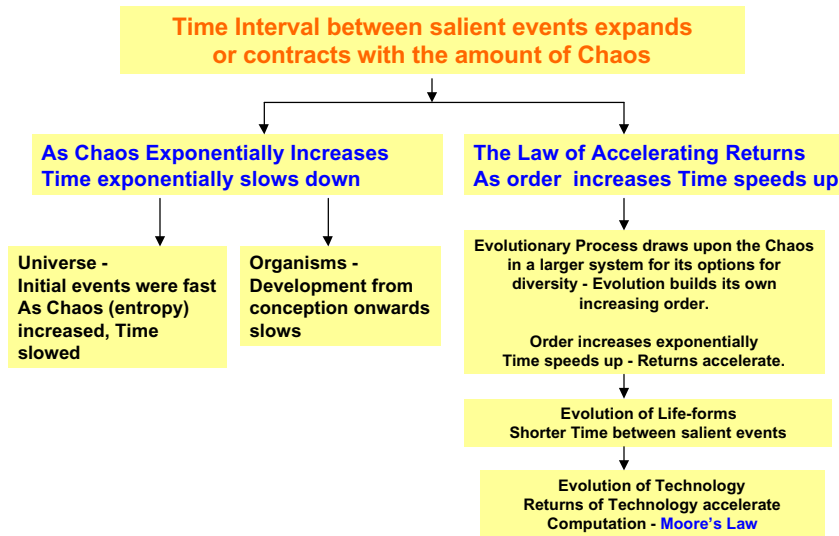 Time Interval between salient events expands
or contracts with the amount of Chaos
As Chaos Exponentially Increases
Time exponentially slows down
The Law of Accelerating Returns
As order increases Time speeds up
Universe -
Initial events were fast
As Chaos (entropy)
increased, Time
slowed
Organisms -
Development from
conception onwards
slows
Evolutionary Process draws upon the Chaos
in a larger system for its options for
diversity - Evolution builds its own
increasing order.
Order increases exponentially
Time speeds up - Returns accelerate.
Evolution of Life-forms
Shorter Time between salient events
Evolution of Technology
Returns of Technology accelerate
Computation - Moore's Law